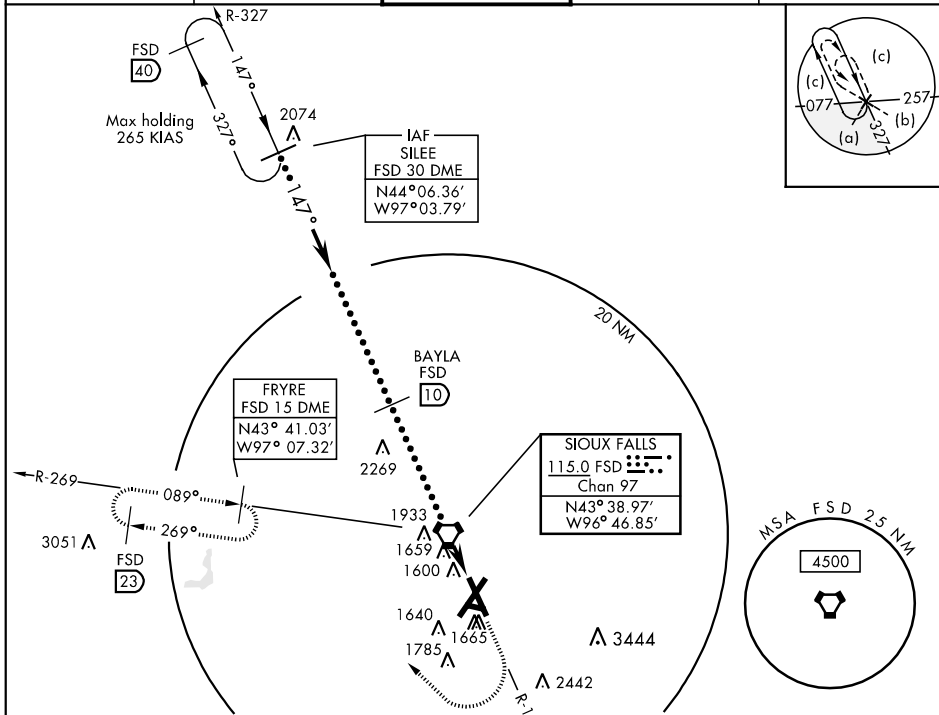 R-327
FSD
40
147°
327°
Max holding
265 KIAS
2074
IAF
SILEE
FSD 30 DME
N44°06.36'
W97°03.79'
147°
(c)
(c)
077
257
(a)
(b)
327
20 NM
BAYLA
FSD
10
FRYRE
FSD 15 DME
N43° 41.03'
W97° 07.32'
2269
SIOUX FALLS
115.0 FSD
Chan 97
N43° 38.97'
W96° 46.85'
R-269
089°
269°
3051
FSD
23
1933
1659
1600
1640
1665
1785
3444
2442
R-1
MSA FSD 25 NM
4500